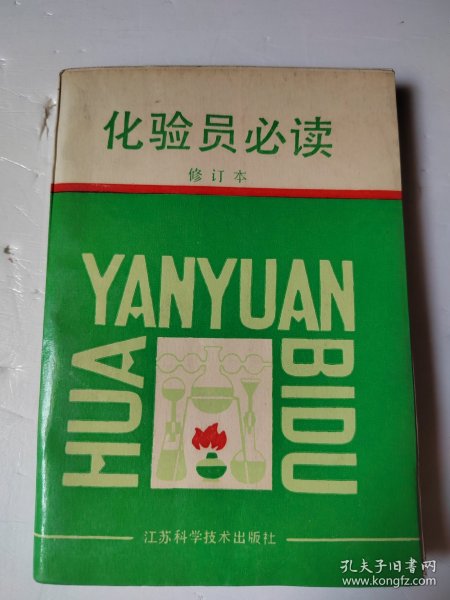 化验员必读
修订本
YANYUAN
HUA
BIDU
江苏科学技术出版社
孔夫子旧书网
www.kongfz.com